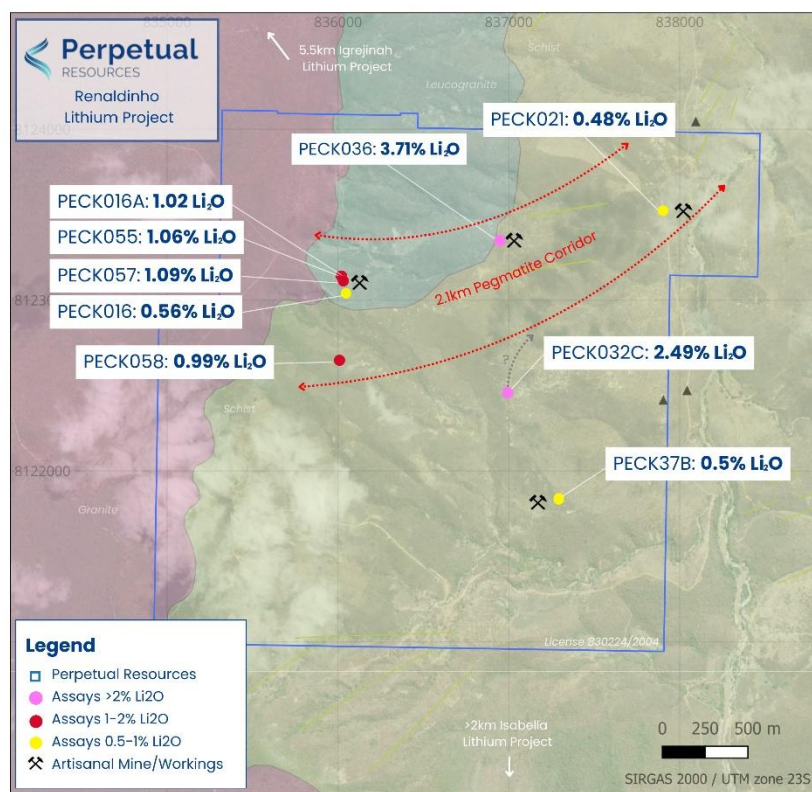 835000 836000 837000 838000
Perpetual
RESOURCES
Renaldinho
Lithium Project
5.5km Igrejinah
Lithium Project
Schist
Leucogranite
8124000
PECK021: 0.48% Li₂O
PECK036: 3.71% Li₂O
PECK016A: 1.02 Li₂O
PECK055: 1.06% Li₂O
PECK057: 1.09% Li₂O
PECK016: 0.56% Li₂O
8123000
2.1km Pegmatite Corridor
PECK058: 0.99% Li₂O
?
PECK032C: 2.49% Li₂O
Schist
8122000
PECK37B: 0.5% Li₂O
Granite
License 830224/2004
Legend
Perpetual Resources
Assays >2% Li2O
Assays 1-2% Li2O
Assays 0.5-1% Li2O
Artisanal Mine/Workings
>2km Isabella
Lithium Project
0 250 500 m
SIRGAS 2000 / UTM zone 23S